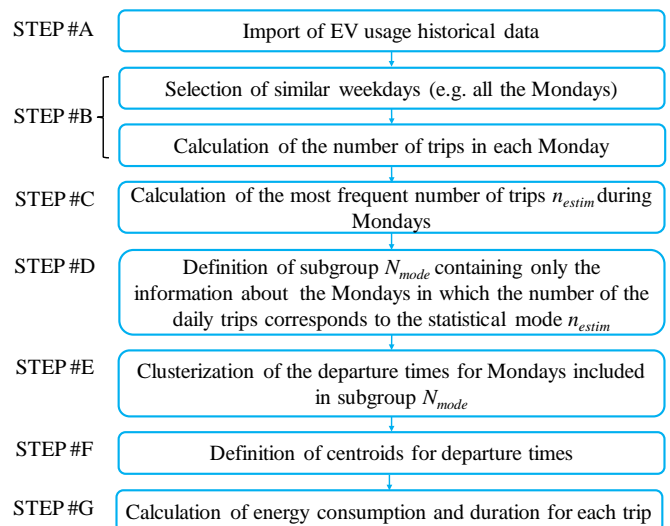 STEP #A
Import of EV usage historical data
STEP #B
Selection of similar weekdays (e.g. all the Mondays)
Calculation of the number of trips in each Monday
STEP #C
Calculation of the most frequent number of trips n_estim during
Mondays
STEP #D
Definition of subgroup N_mode containing only the
information about the Mondays in which the number of the
daily trips corresponds to the statistical mode n_estim
STEP #E
Clusterization of the departure times for Mondays included
in subgroup N_mode
STEP #F
Definition of centroids for departure times
STEP #G
Calculation of energy consumption and duration for each trip